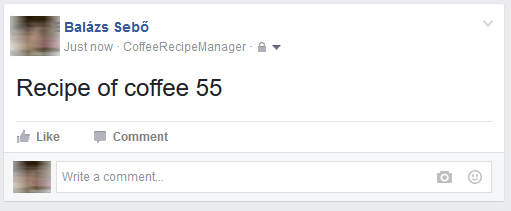 Balázs Sebő
Just now · CoffeeRecipeManager ·
Recipe of coffee 55
Like Comment
Write a comment...